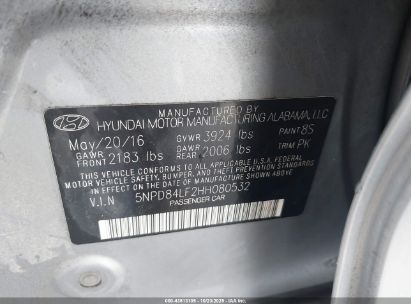 MANUFACTURED BY
HYUNDAI MOTOR MANUFACTURING ALABAMA, LLC
May/20/16 GVWR 3924 lbs PAINT 8S
GAWR FRONT 2183 lbs GAWR REAR 2006 lbs TRIM PK
THIS VEHICLE CONFORMS TO ALL APPLICABLE U.S.A. FEDERAL
MOTOR VEHICLE SAFETY, BUMPER, AND THEFT PREVENTION STANDARDS
IN EFFECT ON THE DATE OF MANUFACTURE SHOWN ABOVE.
V.I.N 5NPD84LF2HH080532
PASSENGER CAR